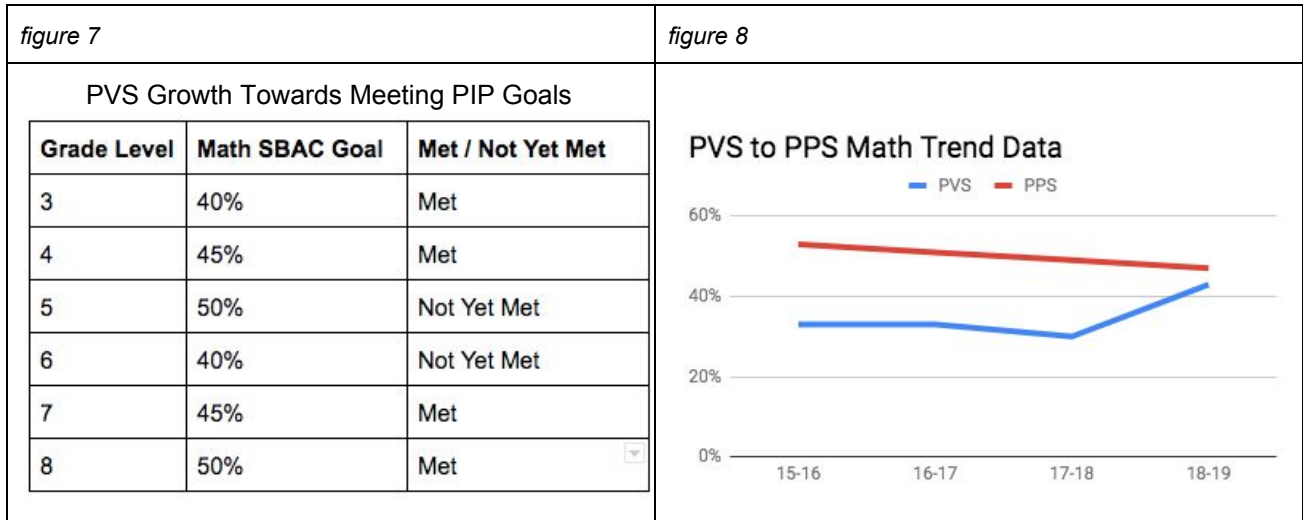 figure 7
PVS Growth Towards Meeting PIP Goals
Grade Level Math SBAC Goal Met / Not Yet Met
3 40% Met
4 45% Met
5 50% Not Yet Met
6 40% Not Yet Met
7 45% Met
8 50% Met
figure 8
PVS to PPS Math Trend Data
PVS PPS
60%
40%
20%
0%
15-16 16-17 17-18 18-19